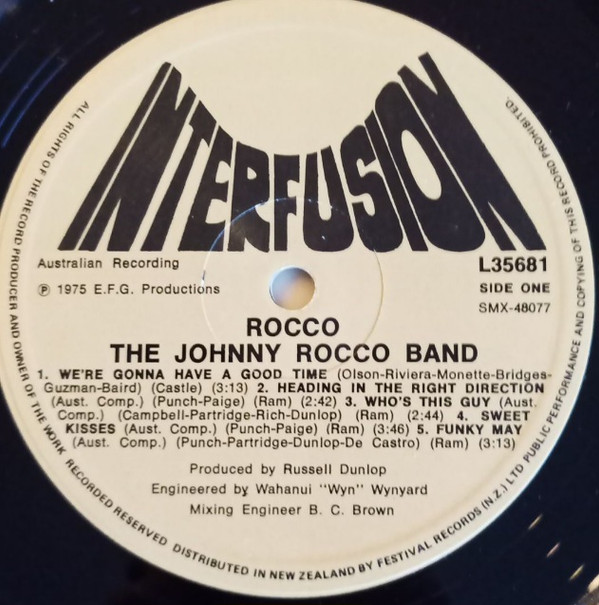 INTERFUSION
Australian Recording
L35681
℗ 1975 E.F.G. Productions
SIDE ONE
SMX-48077
ROCCO
THE JOHNNY ROCCO BAND
1. WE'RE GONNA HAVE A GOOD TIME (Olson-Riviera-Monette-Bridges-
Guzman-Baird) (Castle) (3:13) 2. HEADING IN THE RIGHT DIRECTION
(Aust. Comp.) (Punch-Paige) (Ram) (2:42) 3. WHO'S THIS GUY (Aust.
Comp.) (Campbell-Partridge-Rich-Dunlop) (Ram) (2:44) 4. SWEET
KISSES (Aust. Comp.) (Punch-Paige) (Ram) (3:46) 5. FUNKY MAY
(Aust. Comp.) (Punch-Partridge-Dunlop-De Castro) (Ram) (3:13)
Produced by Russell Dunlop
Engineered by Wahanui "Wyn" Wynyard
Mixing Engineer B. C. Brown
ALL RIGHTS OF THE RECORD PRODUCER AND OWNER OF THE WORK RECORDED RESERVED DISTRIBUTED IN NEW ZEALAND BY FESTIVAL RECORDS (N.Z.) LTD PUBLIC PERFORMANCE AND COPYING OF THIS RECORD PROHIBITED.